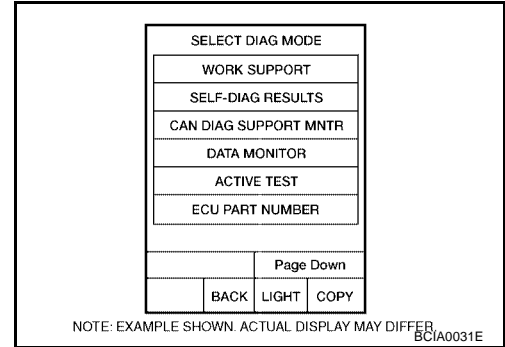 SELECT DIAG MODE
WORK SUPPORT
SELF-DIAG RESULTS
CAN DIAG SUPPORT MNTR
DATA MONITOR
ACTIVE TEST
ECU PART NUMBER
Page Down
BACK LIGHT COPY
NOTE: EXAMPLE SHOWN. ACTUAL DISPLAY MAY DIFFER.
BCIA0031E